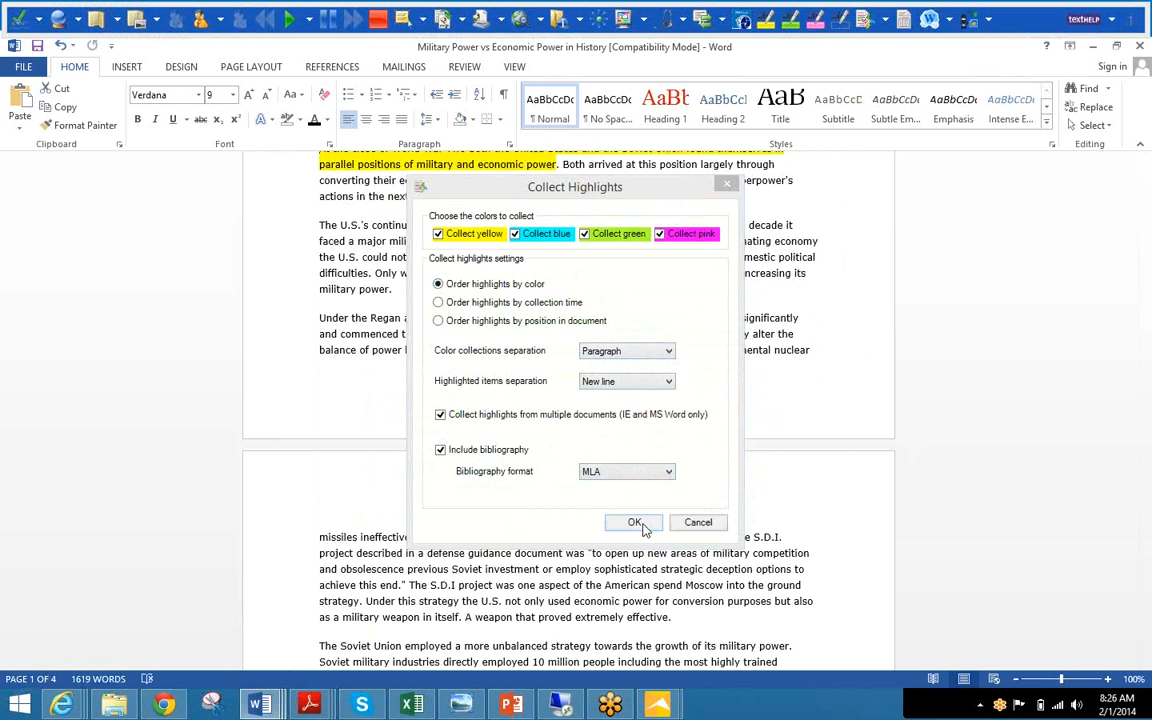 texthelp
Military Power vs Economic Power in History [Compatibility Mode] - Word
FILE HOME INSERT DESIGN PAGE LAYOUT REFERENCES MAILINGS REVIEW VIEW Sign in
Cut
Copy
Paste
Format Painter
Verdana 9
Clipboard Font Paragraph Styles Editing
AaBbCcDc AaBbCcDc AaBbC AaBbCcl AaB AaBbCcD AaBbCcDc AaBbCcDc AaBbCcDc
¶ Normal ¶ No Spac... Heading 1 Heading 2 Title Subtitle Subtle Em... Emphasis Intense E...
Find
Replace
Select
parallel positions of military and economic power. Both arrived at this position largely through
converting their
actions in the nex
The U.S.'s continu
faced a major mili
the U.S. could not
difficulties. Only w
military power.
Under the Regan
and commenced t
balance of power
erpower's
decade it
nating economy
mestic political
ncreasing its
significantly
y alter the
mental nuclear
Collect Highlights
Choose the colors to collect
Collect yellow Collect blue Collect green Collect pink
Collect highlights settings
Order highlights by color
Order highlights by collection time
Order highlights by position in document
Color collections separation Paragraph
Highlighted items separation New line
Collect highlights from multiple documents (IE and MS Word only)
Include bibliography
Bibliography format MLA
OK Cancel
missiles ineffective e S.D.I.
project described in a defense guidance document was "to open up new areas of military competition
and obsolescence previous Soviet investment or employ sophisticated strategic deception options to
achieve this end." The S.D.I project was one aspect of the American spend Moscow into the ground
strategy. Under this strategy the U.S. not only used economic power for conversion purposes but also
as a military weapon in itself. A weapon that proved extremely effective.
The Soviet Union employed a more unbalanced strategy towards the growth of its military power.
Soviet military industries directly employed 10 million people including the most highly trained
PAGE 1 OF 4 1619 WORDS 100%
8:26 AM
2/1/2014